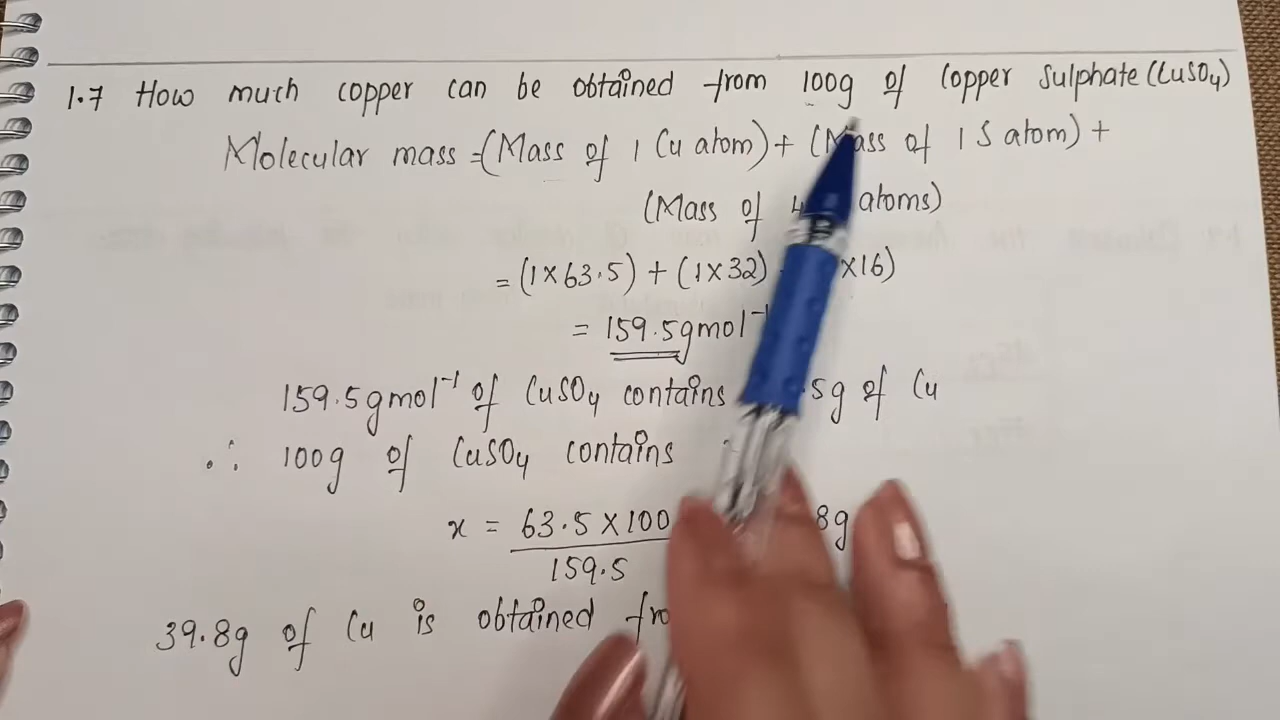 1.7 How much copper can be obtained from 100g of Copper Sulphate (CuSO4)
Molecular mass = (Mass of 1 Cu atom) + (Mass of 1 S atom) +
(Mass of 4 atoms)
= (1×63.5) + (1×32) ×16)
= 159.5gmol⁻¹
159.5gmol⁻¹ of CuSO4 contains 5g of Cu
∴ 100g of CuSO4 contains
x = 63.5×100 8g
159.5
39.8g of Cu is obtained